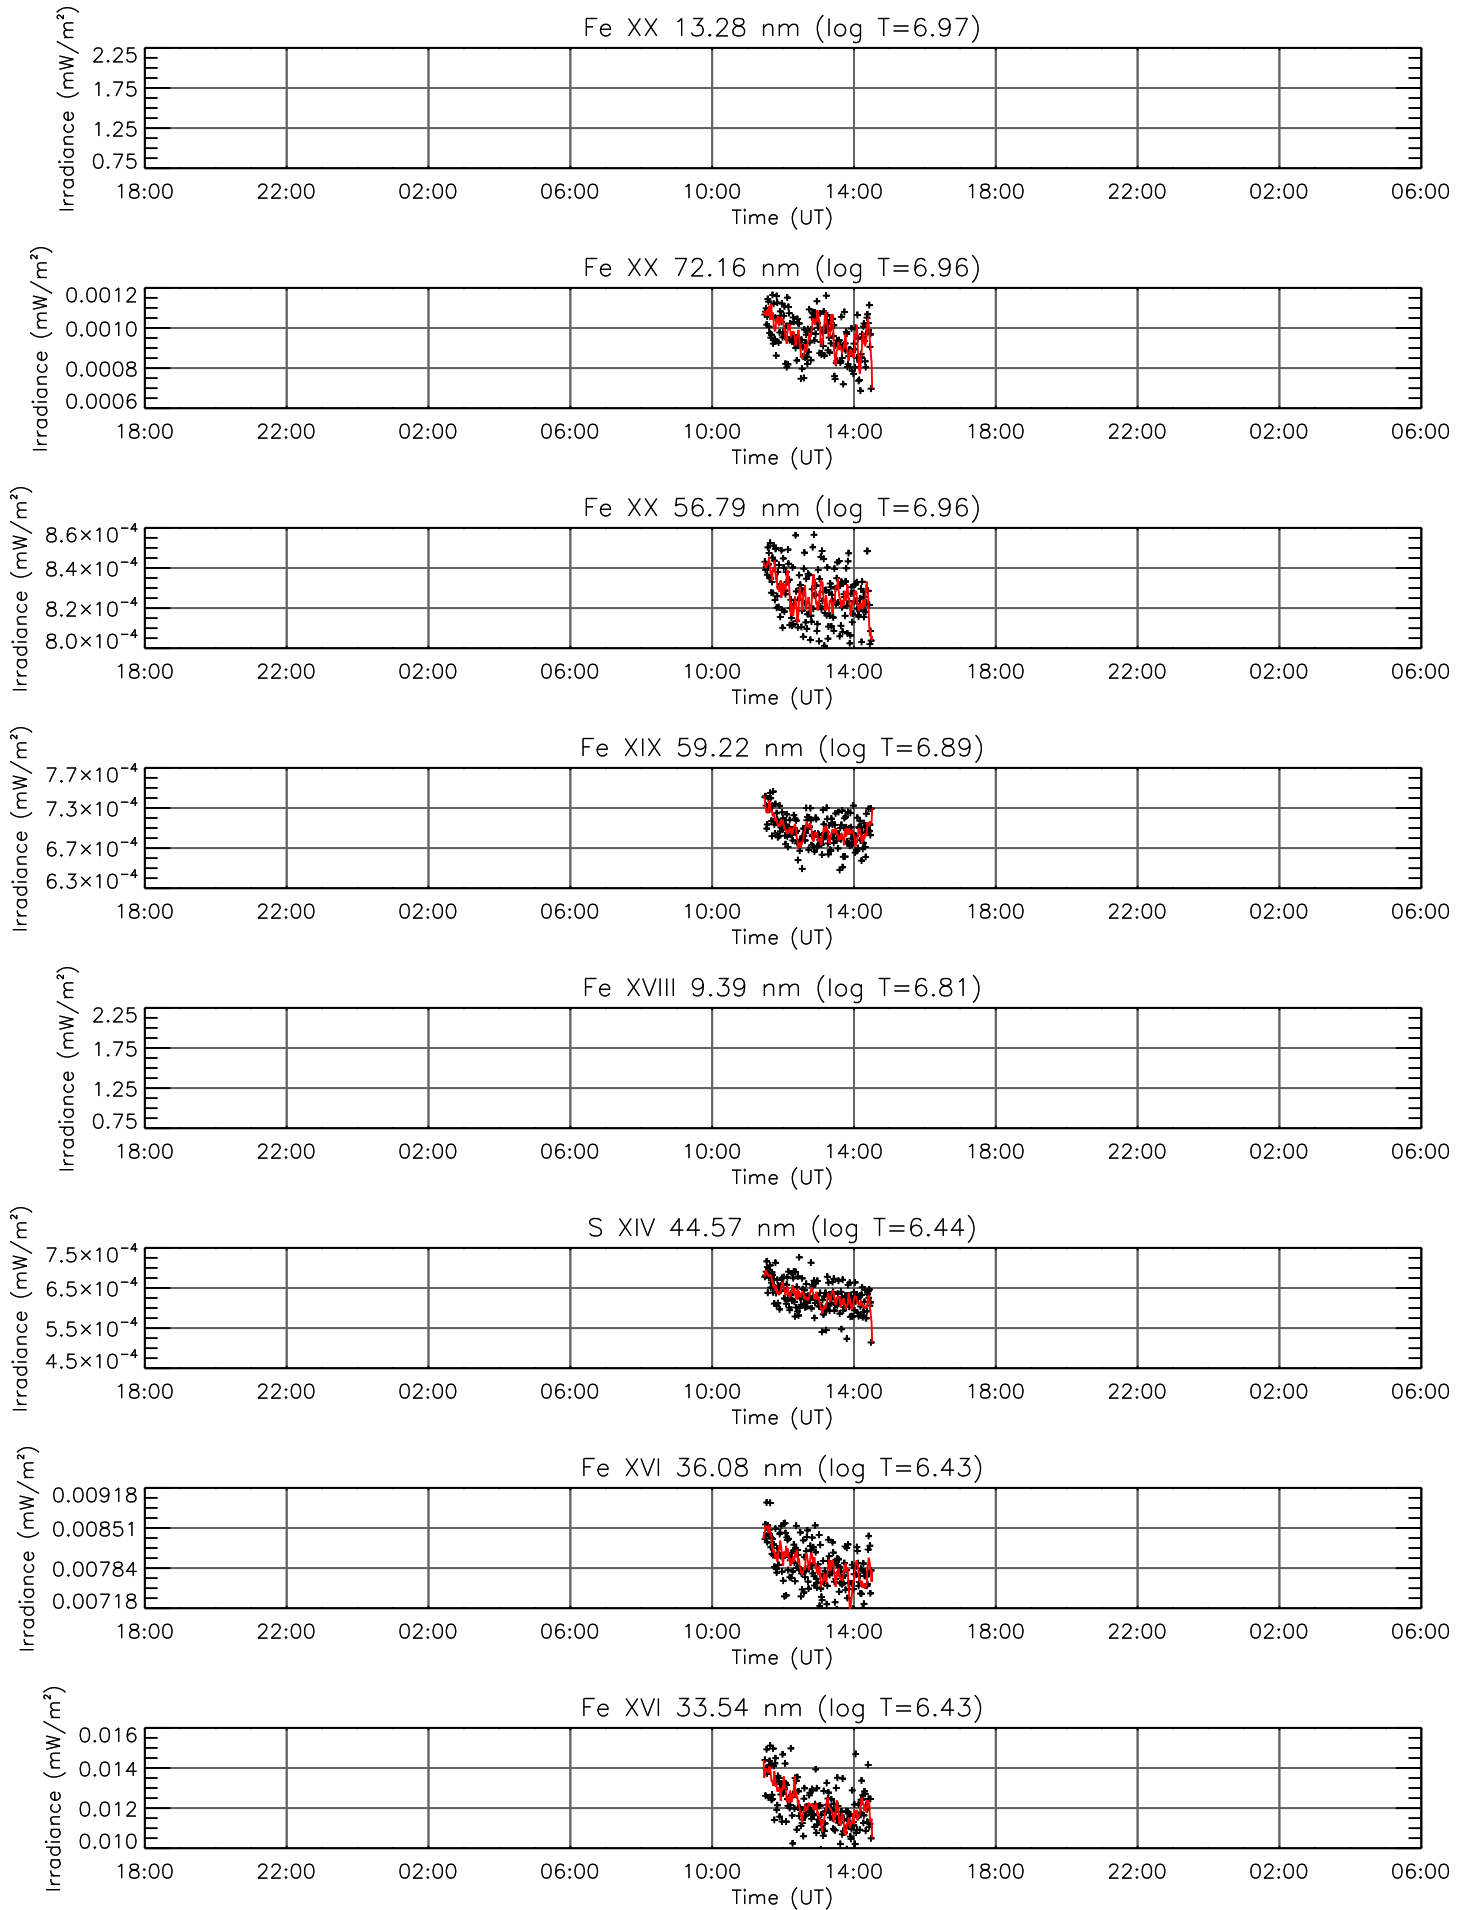 Fe XX 13.28 nm (log T=6.97)
Irradiance (mW/m²)
2.25
1.75
1.25
0.75
18:00 22:00 02:00 06:00 10:00 14:00 18:00 22:00 02:00 06:00
Time (UT)
Fe XX 72.16 nm (log T=6.96)
Irradiance (mW/m²)
0.0012
0.0010
0.0008
0.0006
18:00 22:00 02:00 06:00 10:00 14:00 18:00 22:00 02:00 06:00
Time (UT)
Fe XX 56.79 nm (log T=6.96)
Irradiance (mW/m²)
8.6×10⁻⁴
8.4×10⁻⁴
8.2×10⁻⁴
8.0×10⁻⁴
18:00 22:00 02:00 06:00 10:00 14:00 18:00 22:00 02:00 06:00
Time (UT)
Fe XIX 59.22 nm (log T=6.89)
Irradiance (mW/m²)
7.7×10⁻⁴
7.3×10⁻⁴
6.7×10⁻⁴
6.3×10⁻⁴
18:00 22:00 02:00 06:00 10:00 14:00 18:00 22:00 02:00 06:00
Time (UT)
Fe XVIII 9.39 nm (log T=6.81)
Irradiance (mW/m²)
2.25
1.75
1.25
0.75
18:00 22:00 02:00 06:00 10:00 14:00 18:00 22:00 02:00 06:00
Time (UT)
S XIV 44.57 nm (log T=6.44)
Irradiance (mW/m²)
7.5×10⁻⁴
6.5×10⁻⁴
5.5×10⁻⁴
4.5×10⁻⁴
18:00 22:00 02:00 06:00 10:00 14:00 18:00 22:00 02:00 06:00
Time (UT)
Fe XVI 36.08 nm (log T=6.43)
Irradiance (mW/m²)
0.00918
0.00851
0.00784
0.00718
18:00 22:00 02:00 06:00 10:00 14:00 18:00 22:00 02:00 06:00
Time (UT)
Fe XVI 33.54 nm (log T=6.43)
Irradiance (mW/m²)
0.016
0.014
0.012
0.010
18:00 22:00 02:00 06:00 10:00 14:00 18:00 22:00 02:00 06:00
Time (UT)